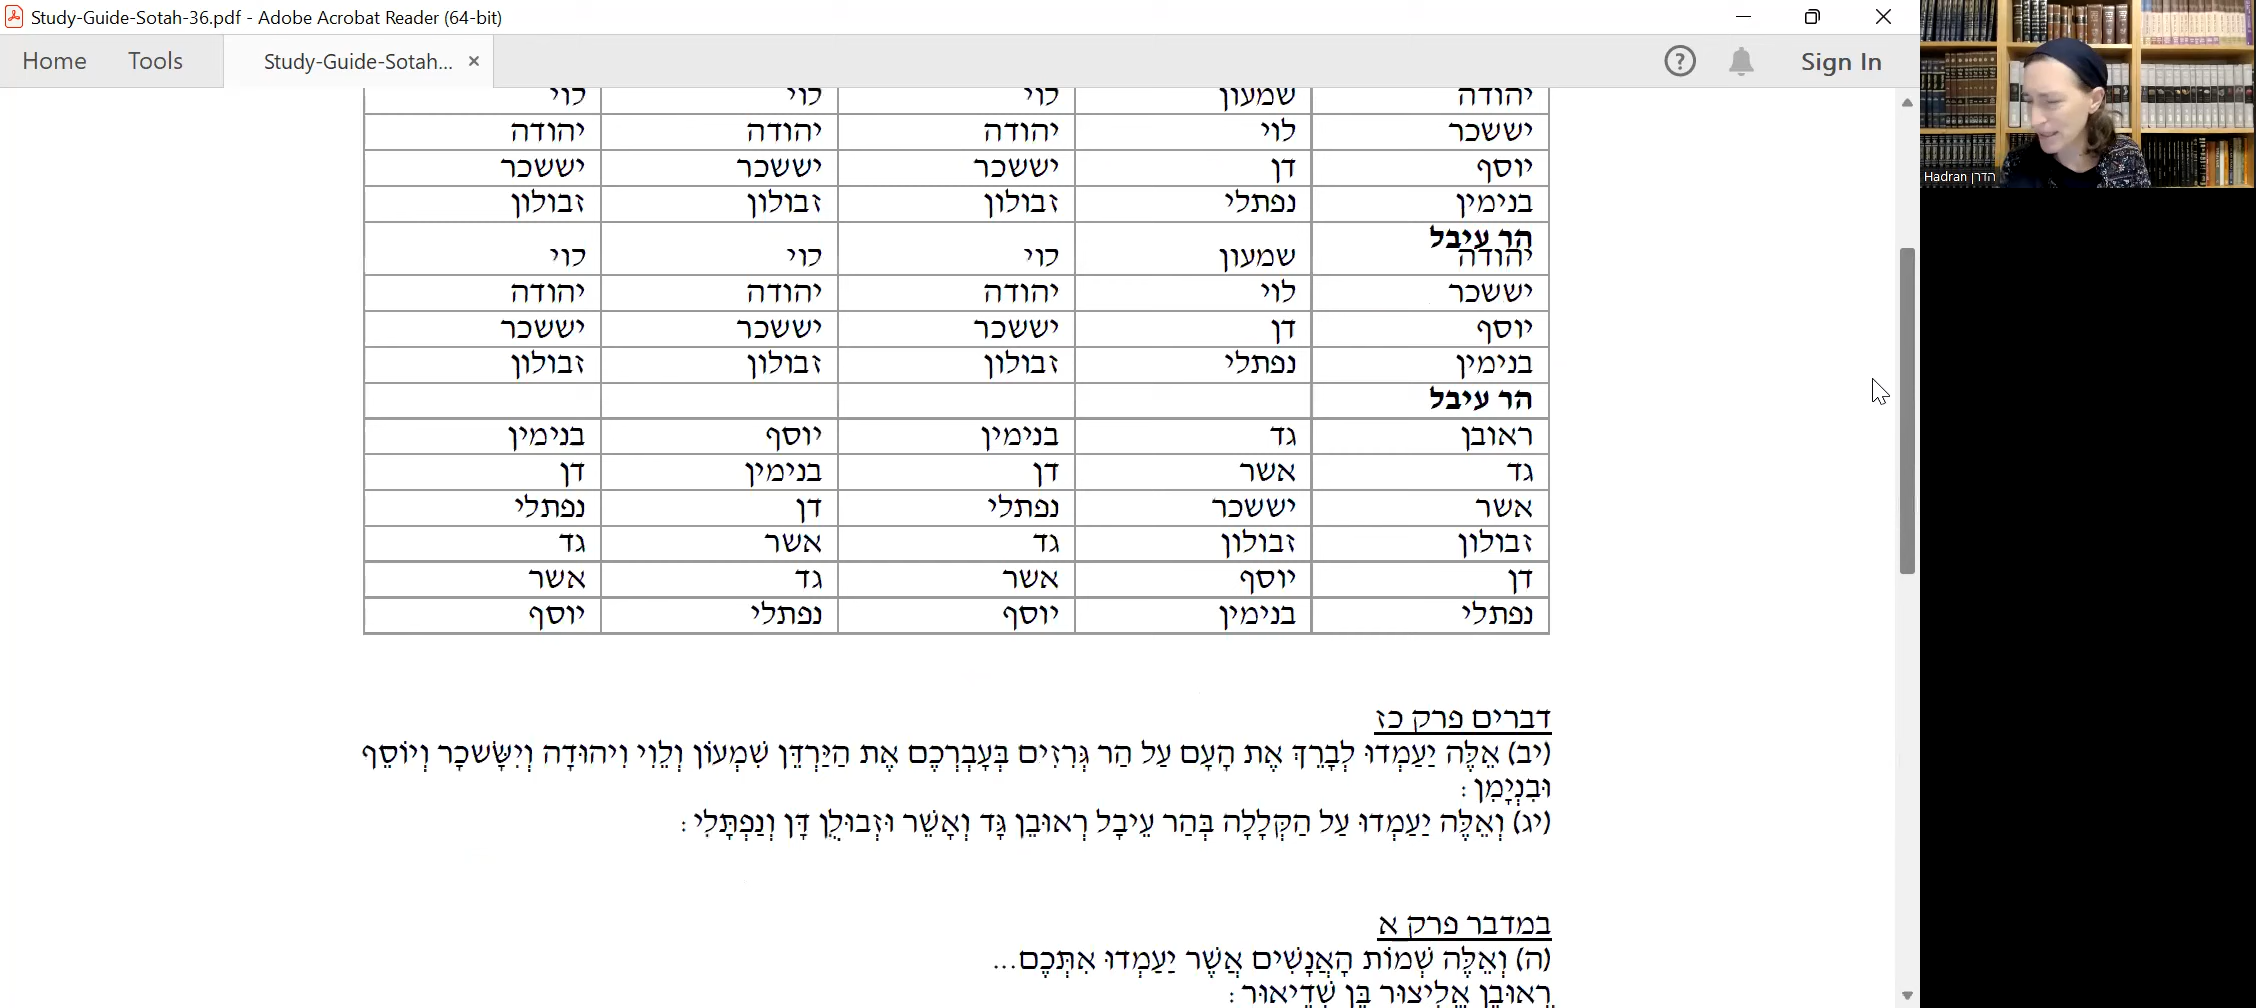 Study-Guide-Sotah-36.pdf - Adobe Acrobat Reader (64-bit)
Home Tools Study-Guide-Sotah... × ? Sign In
יהודה שמעון לוי לוי לוי
יששכר לוי יהודה יהודה יהודה
יוסף דן יששכר יששכר יששכר
בנימין נפתלי זבולון זבולון זבולון
הר עיבל
יהודה שמעון לוי לוי לוי
יששכר לוי יהודה יהודה יהודה
יוסף דן יששכר יששכר יששכר
בנימין נפתלי זבולון זבולון זבולון
הר עיבל
ראובן גד בנימין יוסף בנימין
גד אשר דן בנימין דן
אשר יששכר נפתלי דן נפתלי
זבולון זבולון גד אשר גד
דן יוסף אשר גד אשר
נפתלי בנימין יוסף נפתלי יוסף
דברים פרק כז
(יב) אֵלֶּה יַעַמְדוּ לְבָרֵךְ אֶת הָעָם עַל הַר גְּרִזִים בְּעָבְרְכֶם אֶת הַיַּרְדֵּן שִׁמְעוֹן וְלֵוִי וִיהוּדָה וְיִשָּׂשכָר וְיוֹסֵף
וּבִנְיָמִן:
(יג) וְאֵלֶּה יַעַמְדוּ עַל הַקְּלָלָה בְּהַר עֵיבָל רְאוּבֵן גָּד וְאָשֵׁר וּזְבוּלֻן דָּן וְנַפְתָּלִי:
במדבר פרק א
(ה) וְאֵלֶּה שְׁמוֹת הָאֲנָשִׁים אֲשֶׁר יַעַמְדוּ אִתְּכֶם...
רְאוּבֵן אֱלִיצוּר בֶּן שְׁדֵיאוּר:
Hadran הדרן